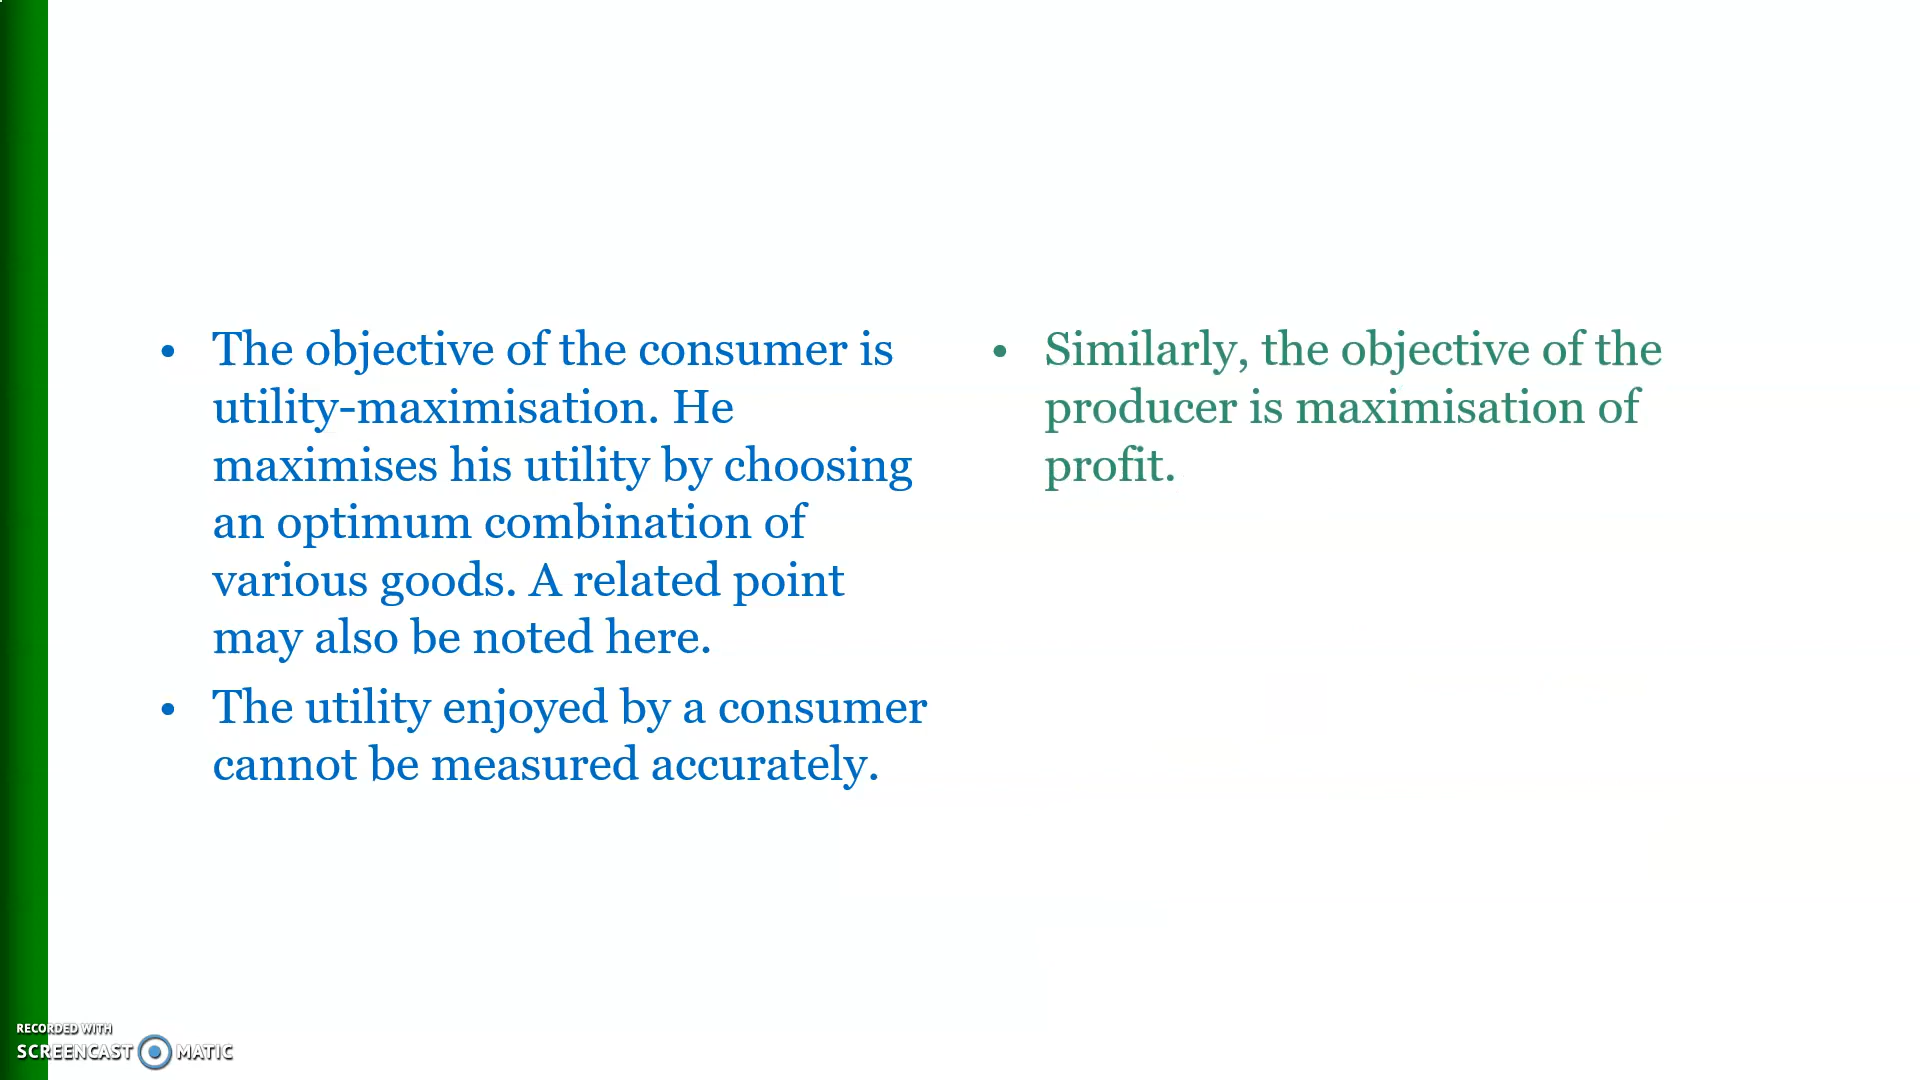 • The objective of the consumer is
utility-maximisation. He
maximises his utility by choosing
an optimum combination of
various goods. A related point
may also be noted here.
• The utility enjoyed by a consumer
cannot be measured accurately.
• Similarly, the objective of the
producer is maximisation of
profit.
RECORDED WITH
SCREENCAST MATIC